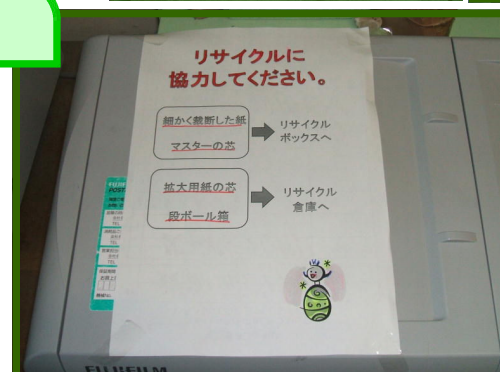 リサイクルに
協力してください。
細かく裁断した紙
マスターの芯
リサイクル
ボックスへ
拡大用紙の芯
段ボール箱
リサイクル
倉庫へ
FUJIFILM